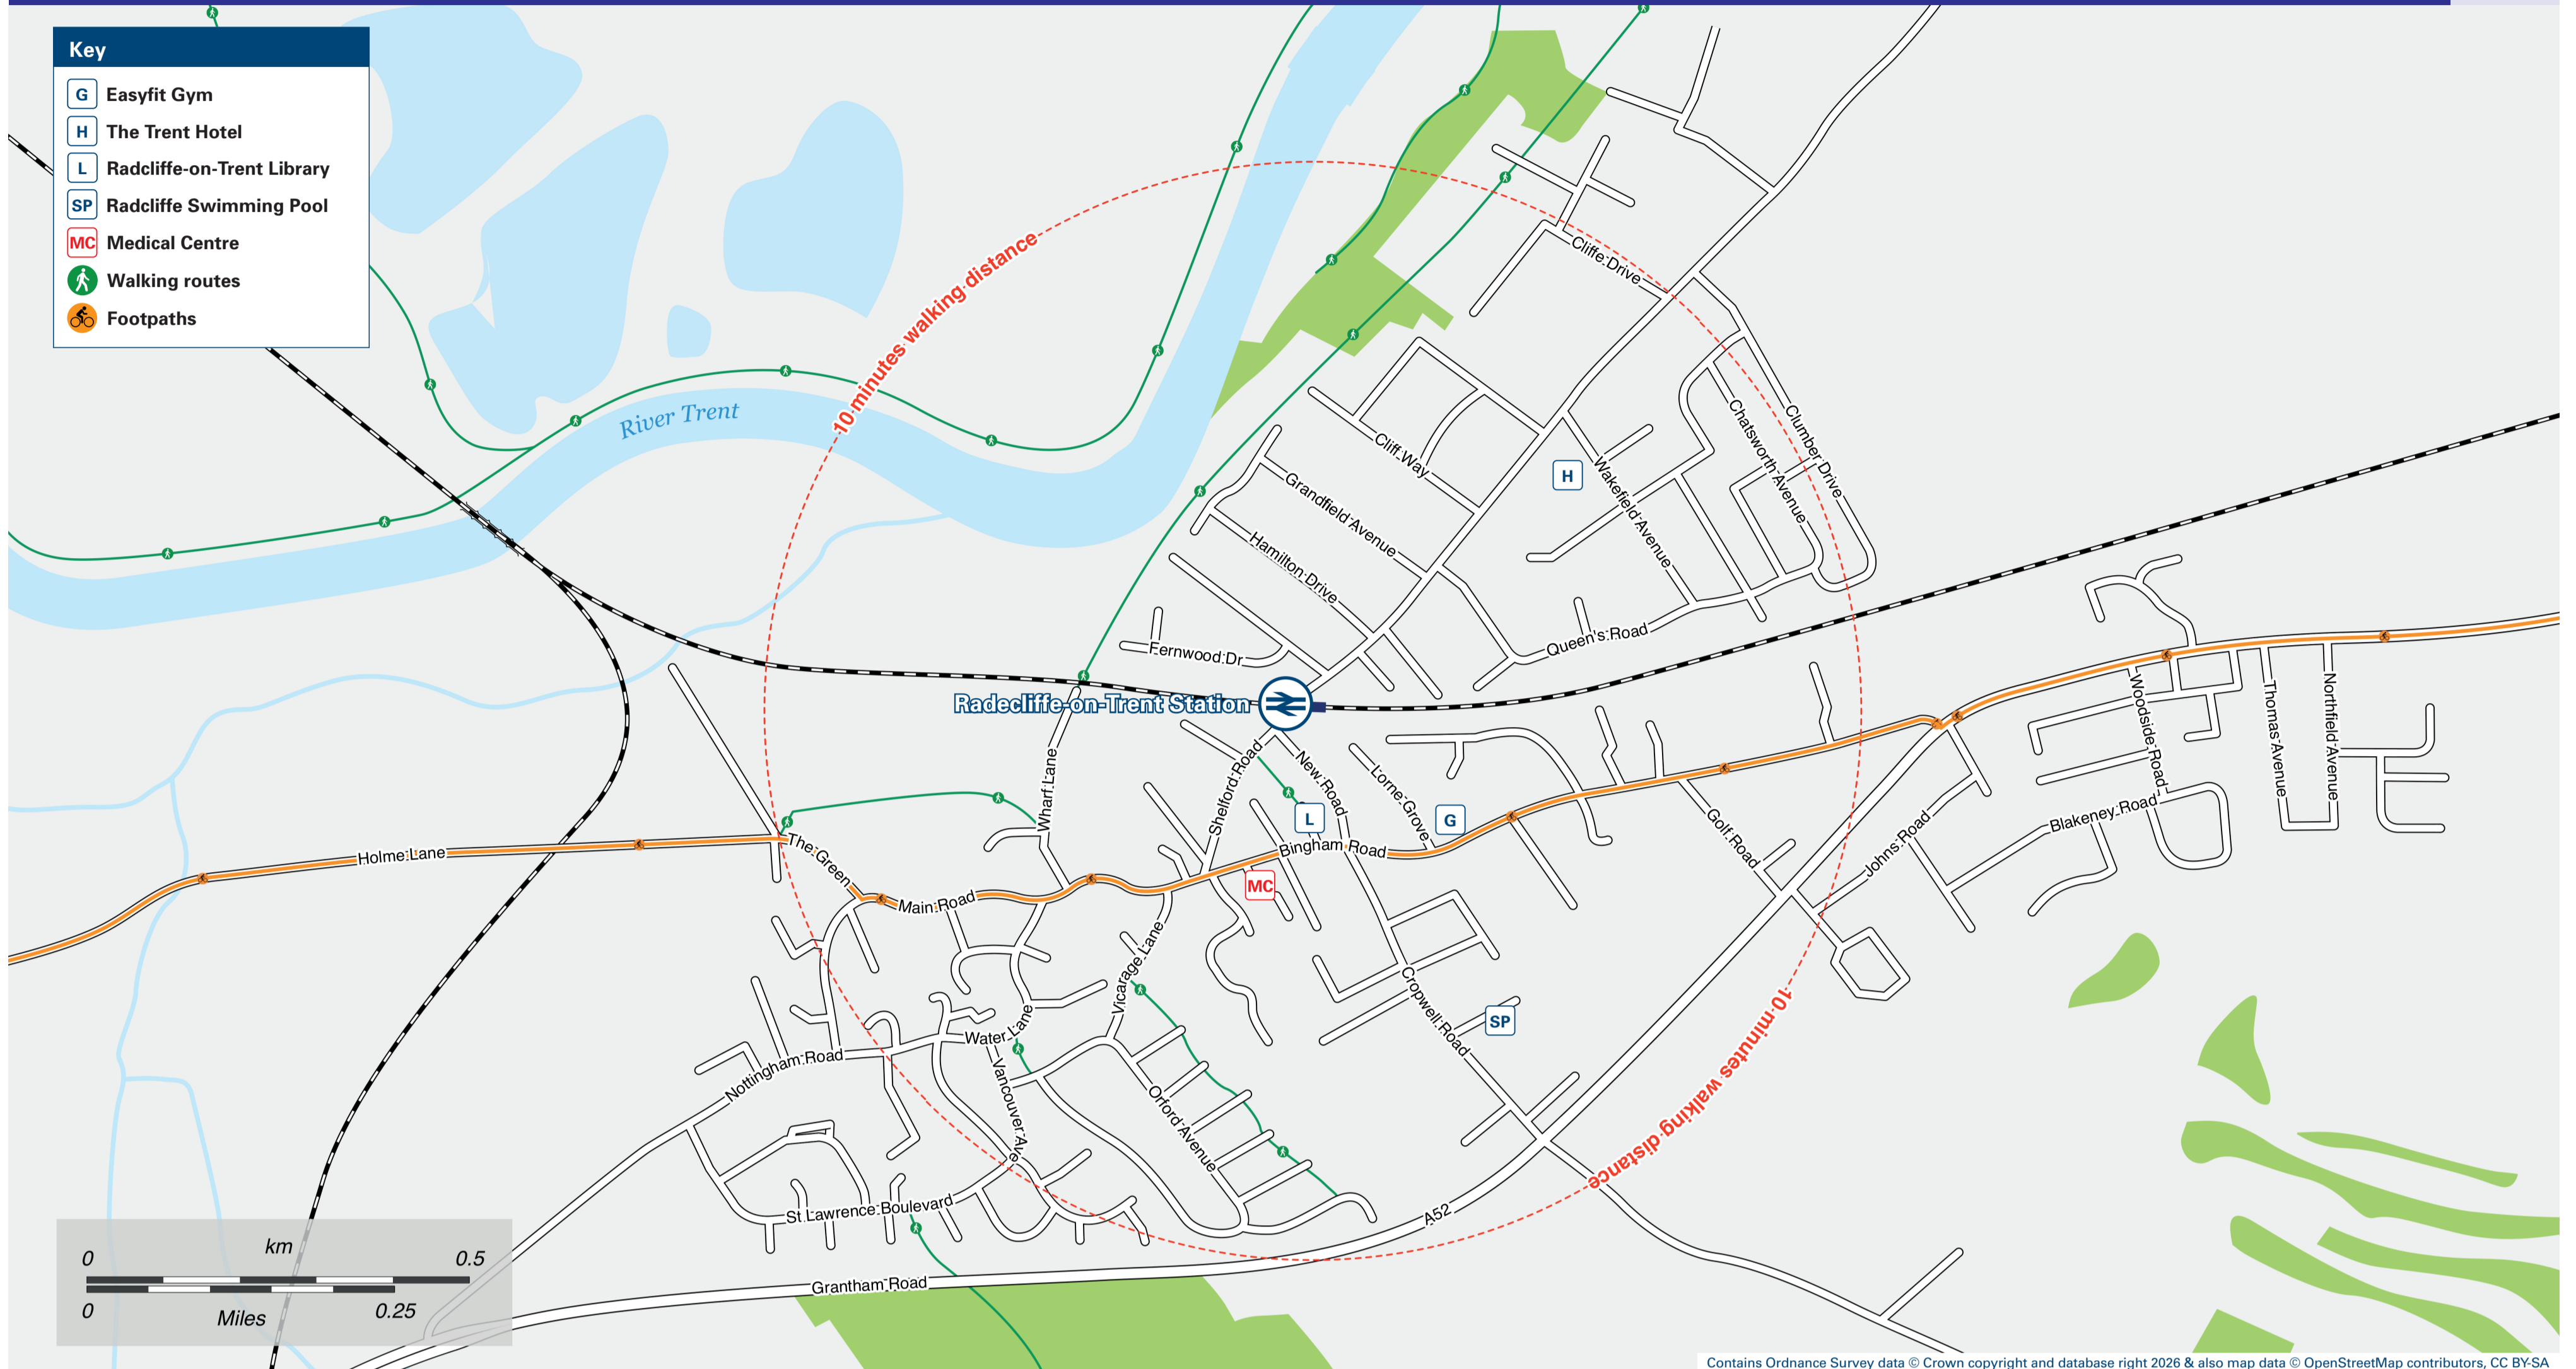 Key
G Easyfit Gym
H The Trent Hotel
L Radcliffe-on-Trent Library
SP Radcliffe Swimming Pool
MC Medical Centre
Walking routes
Footpaths
10 minutes walking distance
River Trent
Cliffe Drive
Cliff Way
Chatsworth Avenue
Clumber Drive
H
Wakefield Avenue
Grandfield Avenue
Hamilton Drive
Fernwood Dr
Queen's Road
Radecliffe-on-Trent Station
Wharf Lane
Shelford Road
New Road
Lorne Grove
L
G
Bingham Road
MC
Golf Road
Johns Road
Woodside Road
Thomas Avenue
Northfield Avenue
Blakeney Road
Holme Lane
The Green
Main Road
Vicarage Lane
Cropwell Road
SP
Water Lane
Nottingham Road
Vancouver Ave
Orford Avenue
10 minutes walking distance
St Lawrence Boulevard
A52
Grantham Road
km
0 0.5
0 0.25
Miles
Contains Ordnance Survey data © Crown copyright and database right 2026 & also map data © OpenStreetMap contributors, CC BY-SA